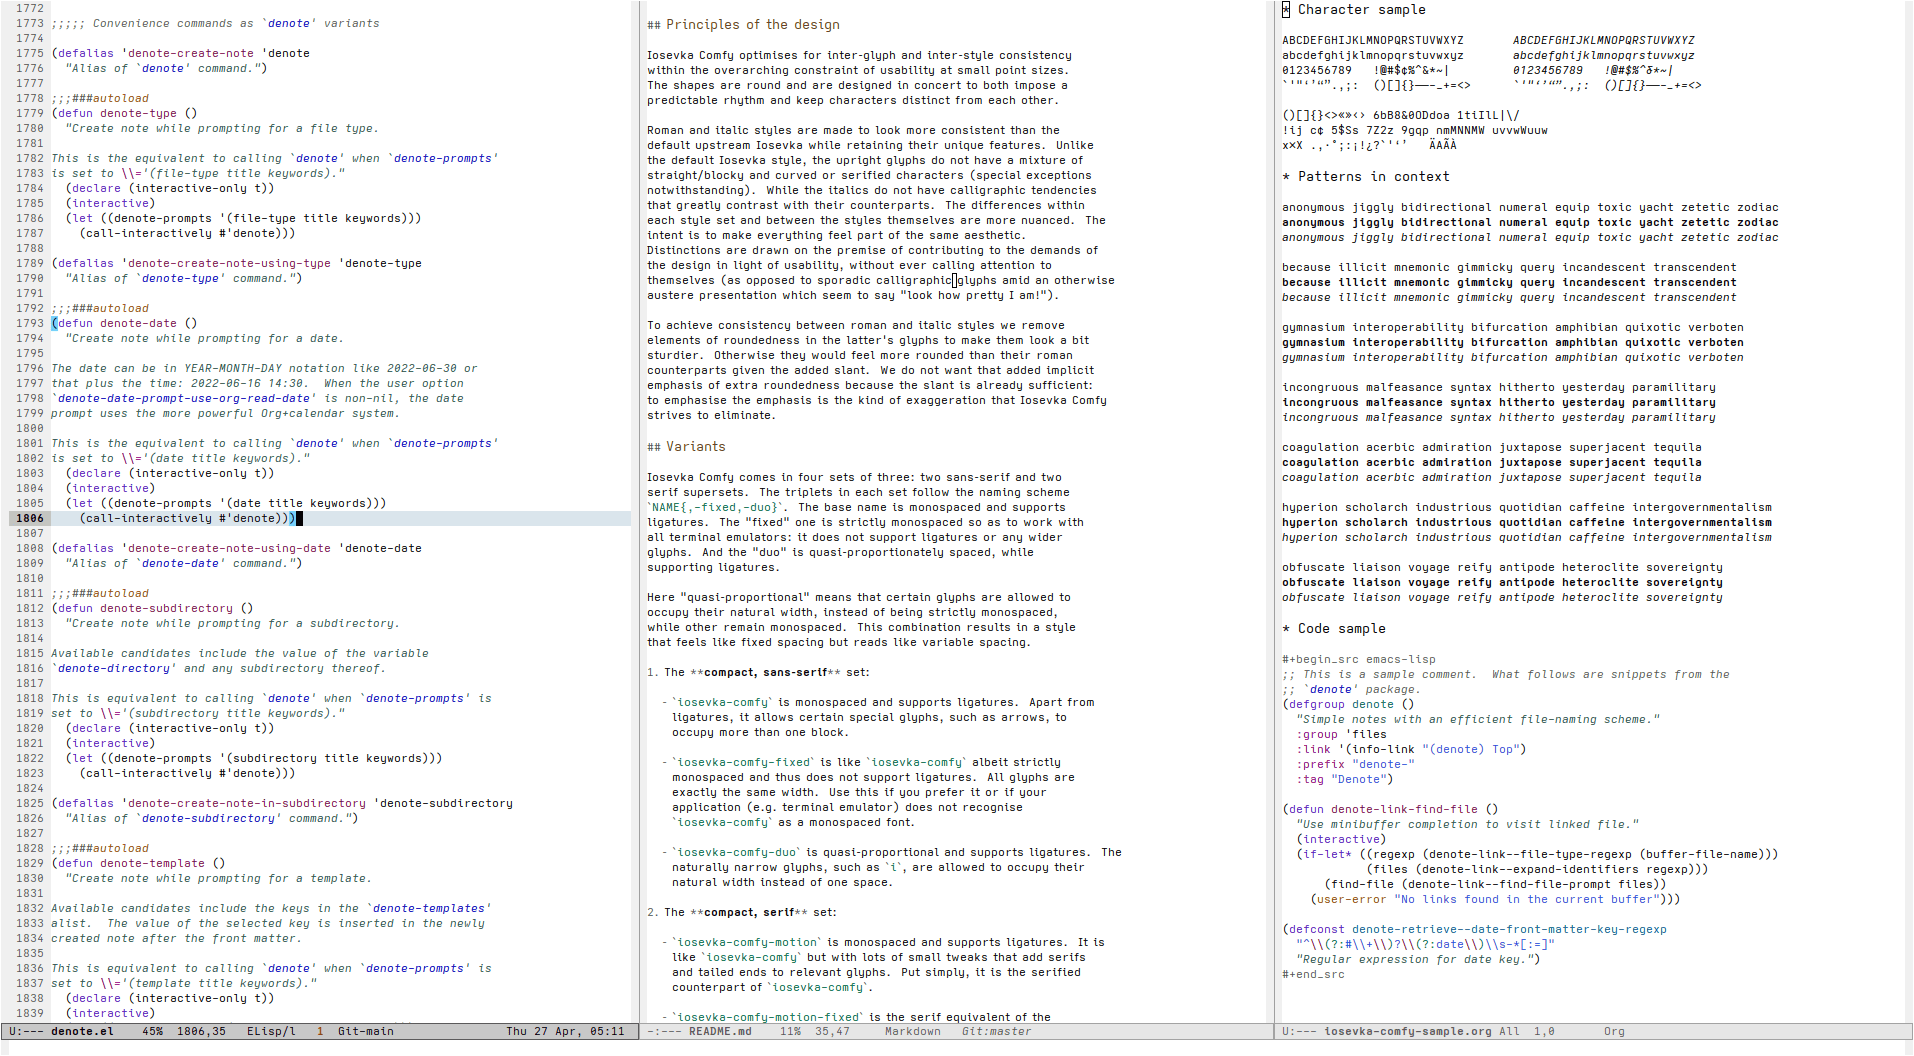 1772
1773 ;;;;; Convenience commands as `denote' variants
1774
1775 (defalias 'denote-create-note 'denote
1776   "Alias of `denote' command.")
1777
1778 ;;;###autoload
1779 (defun denote-type ()
1780   "Create note while prompting for a file type.
1781
1782 This is the equivalent to calling `denote' when `denote-prompts'
1783 is set to \\='(file-type title keywords)."
1784   (declare (interactive-only t))
1785   (interactive)
1786   (let ((denote-prompts '(file-type title keywords)))
1787     (call-interactively #'denote)))
1788
1789 (defalias 'denote-create-note-using-type 'denote-type
1790   "Alias of `denote-type' command.")
1791
1792 ;;;###autoload
1793 (defun denote-date ()
1794   "Create note while prompting for a date.
1795
1796 The date can be in YEAR-MONTH-DAY notation like 2022-06-30 or
1797 that plus the time: 2022-06-16 14:30.  When the user option
1798 `denote-date-prompt-use-org-read-date' is non-nil, the date
1799 prompt uses the more powerful Org+calendar system.
1800
1801 This is the equivalent to calling `denote' when `denote-prompts'
1802 is set to \\='(date title keywords)."
1803   (declare (interactive-only t))
1804   (interactive)
1805   (let ((denote-prompts '(date title keywords)))
1806     (call-interactively #'denote)))
1807
1808 (defalias 'denote-create-note-using-date 'denote-date
1809   "Alias of `denote-date' command.")
1810
1811 ;;;###autoload
1812 (defun denote-subdirectory ()
1813   "Create note while prompting for a subdirectory.
1814
1815 Available candidates include the value of the variable
1816 `denote-directory' and any subdirectory thereof.
1817
1818 This is equivalent to calling `denote' when `denote-prompts' is
1819 set to \\='(subdirectory title keywords)."
1820   (declare (interactive-only t))
1821   (interactive)
1822   (let ((denote-prompts '(subdirectory title keywords)))
1823     (call-interactively #'denote)))
1824
1825 (defalias 'denote-create-note-in-subdirectory 'denote-subdirectory
1826   "Alias of `denote-subdirectory' command.")
1827
1828 ;;;###autoload
1829 (defun denote-template ()
1830   "Create note while prompting for a template.
1831
1832 Available candidates include the keys in the `denote-templates'
1833 alist.  The value of the selected key is inserted in the newly
1834 created note after the front matter.
1835
1836 This is equivalent to calling `denote' when `denote-prompts' is
1837 set to \\='(template title keywords)."
1838   (declare (interactive-only t))
1839   (interactive)
U:--- denote.el    45%  1806,35   ELisp/l   1  Git-main   Thu 27 Apr, 05:11
## Principles of the design
Iosevka Comfy optimises for inter-glyph and inter-style consistency
within the overarching constraint of usability at small point sizes.
The shapes are round and are designed in concert to both impose a
predictable rhythm and keep characters distinct from each other.
Roman and italic styles are made to look more consistent than the
default upstream Iosevka while retaining their unique features.  Unlike
the default Iosevka style, the upright glyphs do not have a mixture of
straight/blocky and curved or serified characters (special exceptions
notwithstanding).  While the italics do not have calligraphic tendencies
that greatly contrast with their counterparts.  The differences within
each style set and between the styles themselves are more nuanced.  The
intent is to make everything feel part of the same aesthetic.
Distinctions are drawn on the premise of contributing to the demands of
the design in light of usability, without ever calling attention to
themselves (as opposed to sporadic calligraphic glyphs amid an otherwise
austere presentation which seem to say "look how pretty I am!").
To achieve consistency between roman and italic styles we remove
elements of roundedness in the latter's glyphs to make them look a bit
sturdier.  Otherwise they would feel more rounded than their roman
counterparts given the added slant.  We do not want that added implicit
emphasis of extra roundedness because the slant is already sufficient:
to emphasise the emphasis is the kind of exaggeration that Iosevka Comfy
strives to eliminate.
## Variants
Iosevka Comfy comes in four sets of three: two sans-serif and two
serif supersets.  The triplets in each set follow the naming scheme
`NAME{,-fixed,-duo}`.  The base name is monospaced and supports
ligatures.  The "fixed" one is strictly monospaced so as to work with
all terminal emulators: it does not support ligatures or any wider
glyphs.  And the "duo" is quasi-proportionately spaced, while
supporting ligatures.
Here "quasi-proportional" means that certain glyphs are allowed to
occupy their natural width, instead of being strictly monospaced,
while other remain monospaced.  This combination results in a style
that feels like fixed spacing but reads like variable spacing.
1. The **compact, sans-serif** set:
- `iosevka-comfy` is monospaced and supports ligatures.  Apart from
ligatures, it allows certain special glyphs, such as arrows, to
occupy more than one block.
- `iosevka-comfy-fixed` is like `iosevka-comfy` albeit strictly
monospaced and thus does not support ligatures.  All glyphs are
exactly the same width.  Use this if you prefer it or if your
application (e.g. terminal emulator) does not recognise
`iosevka-comfy` as a monospaced font.
- `iosevka-comfy-duo` is quasi-proportional and supports ligatures.  The
naturally narrow glyphs, such as `i`, are allowed to occupy their
natural width instead of one space.
2. The **compact, serif** set:
- `iosevka-comfy-motion` is monospaced and supports ligatures.  It is
like `iosevka-comfy` but with lots of small tweaks that add serifs
and tailed ends to relevant glyphs.  Put simply, it is the serified
counterpart of `iosevka-comfy`.
- `iosevka-comfy-motion-fixed` is the serif equivalent of the
-:--- README.md    11%  35,47     Markdown   Git:master
* Character sample
ABCDEFGHIJKLMNOPQRSTUVWXYZ       ABCDEFGHIJKLMNOPQRSTUVWXYZ
abcdefghijklmnopqrstuvwxyz       abcdefghijklmnopqrstuvwxyz
0123456789   !@#$¢%^&*~|         0123456789   !@#$%^&*~|
`'"‘’“”.,;:  ()[]{}—–-_+=<>      `'"‘’“”.,;:  ()[]{}—–-_+=<>
()[]{}<>«»‹› 6bB8&0ODdoa 1tiIlL|\/
!ij c¢ 5$Ss 7Z2z 9gqp nmMNNMW uvvwWuuw
x×X .,·°;:¡!¿?`'‘’   ÄAÃÀ
* Patterns in context
anonymous jiggly bidirectional numeral equip toxic yacht zetetic zodiac
anonymous jiggly bidirectional numeral equip toxic yacht zetetic zodiac
anonymous jiggly bidirectional numeral equip toxic yacht zetetic zodiac
because illicit mnemonic gimmicky query incandescent transcendent
because illicit mnemonic gimmicky query incandescent transcendent
because illicit mnemonic gimmicky query incandescent transcendent
gymnasium interoperability bifurcation amphibian quixotic verboten
gymnasium interoperability bifurcation amphibian quixotic verboten
gymnasium interoperability bifurcation amphibian quixotic verboten
incongruous malfeasance syntax hitherto yesterday paramilitary
incongruous malfeasance syntax hitherto yesterday paramilitary
incongruous malfeasance syntax hitherto yesterday paramilitary
coagulation acerbic admiration juxtapose superjacent tequila
coagulation acerbic admiration juxtapose superjacent tequila
coagulation acerbic admiration juxtapose superjacent tequila
hyperion scholarch industrious quotidian caffeine intergovernmentalism
hyperion scholarch industrious quotidian caffeine intergovernmentalism
hyperion scholarch industrious quotidian caffeine intergovernmentalism
obfuscate liaison voyage reify antipode heteroclite sovereignty
obfuscate liaison voyage reify antipode heteroclite sovereignty
obfuscate liaison voyage reify antipode heteroclite sovereignty
* Code sample
#+begin_src emacs-lisp
;; This is a sample comment.  What follows are snippets from the
;; `denote' package.
(defgroup denote ()
  "Simple notes with an efficient file-naming scheme."
  :group 'files
  :link '(info-link "(denote) Top")
  :prefix "denote-"
  :tag "Denote")
(defun denote-link-find-file ()
  "Use minibuffer completion to visit linked file."
  (interactive)
  (if-let* ((regexp (denote-link--file-type-regexp (buffer-file-name)))
            (files (denote-link--expand-identifiers regexp)))
      (find-file (denote-link--find-file-prompt files))
    (user-error "No links found in the current buffer")))
(defconst denote-retrieve--date-front-matter-key-regexp
  "^\\(?:#\\+\\)?\\(?:date\\)\\s-*[:=]"
  "Regular expression for date key.")
#+end_src
U:--- iosevka-comfy-sample.org All  1,0       Org